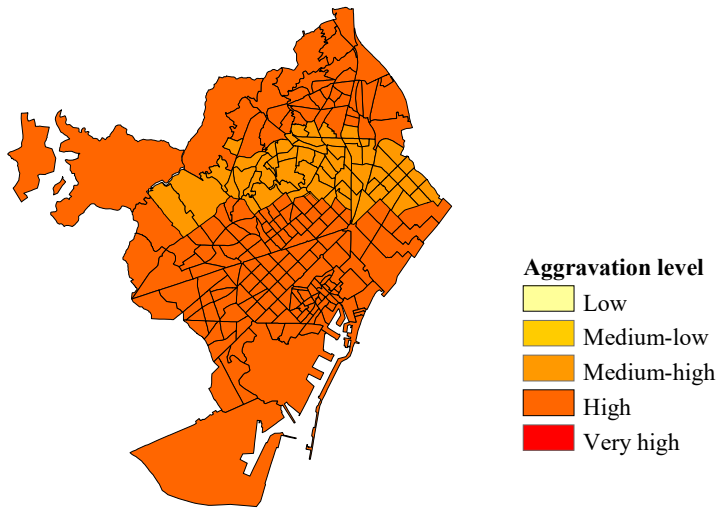 Aggravation level
Low
Medium-low
Medium-high
High
Very high